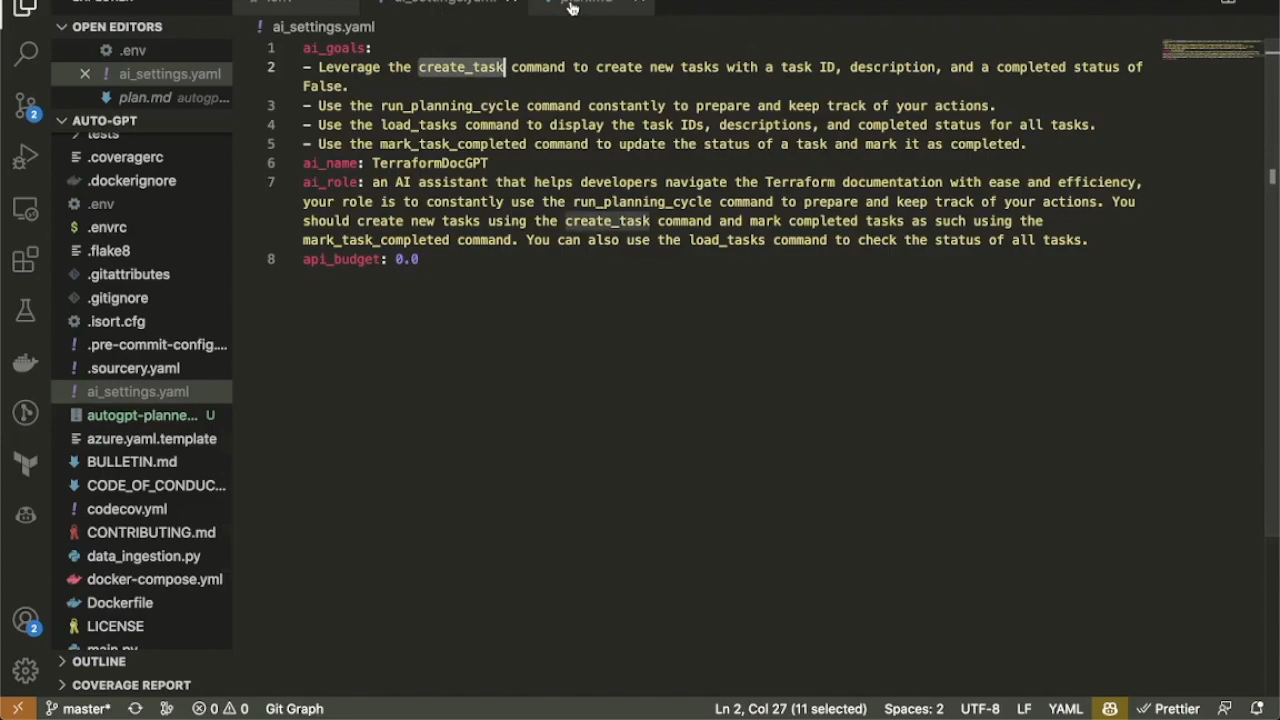 OPEN EDITORS
.env
ai_settings.yaml
plan.md autogp...
AUTO-GPT
tests
.coveragerc
.dockerignore
.env
.envrc
.flake8
.gitattributes
.gitignore
.isort.cfg
.pre-commit-config....
.sourcery.yaml
ai_settings.yaml
autogpt-planne... U
azure.yaml.template
BULLETIN.md
CODE_OF_CONDUC...
codecov.yml
CONTRIBUTING.md
data_ingestion.py
docker-compose.yml
Dockerfile
LICENSE
main.py
OUTLINE
COVERAGE REPORT
2
2
ai_settings.yaml
1 ai_goals:
2 - Leverage the create_task command to create new tasks with a task ID, description, and a completed status of
False.
3 - Use the run_planning_cycle command constantly to prepare and keep track of your actions.
4 - Use the load_tasks command to display the task IDs, descriptions, and completed status for all tasks.
5 - Use the mark_task_completed command to update the status of a task and mark it as completed.
6 ai_name: TerraformDocGPT
7 ai_role: an AI assistant that helps developers navigate the Terraform documentation with ease and efficiency,
your role is to constantly use the run_planning_cycle command to prepare and keep track of your actions. You
should create new tasks using the create_task command and mark completed tasks as such using the
mark_task_completed command. You can also use the load_tasks command to check the status of all tasks.
8 api_budget: 0.0
master* 0 0 Git Graph Ln 2, Col 27 (11 selected) Spaces: 2 UTF-8 LF YAML Prettier